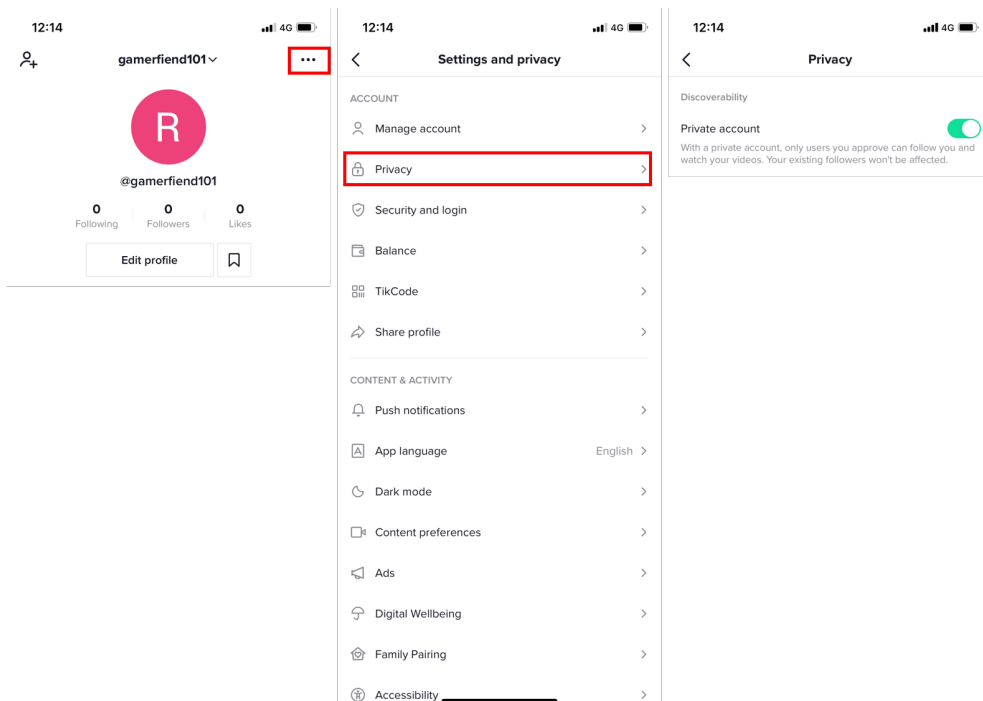 12:14
4G
gamerfiend101
R
@gamerfiend101
0 0 0
Following Followers Likes
Edit profile
12:14
4G
Settings and privacy
ACCOUNT
Manage account
Privacy
Security and login
Balance
TikCode
Share profile
CONTENT & ACTIVITY
Push notifications
App language English
Dark mode
Content preferences
Ads
Digital Wellbeing
Family Pairing
Accessibility
12:14
4G
Privacy
Discoverability
Private account
With a private account, only users you approve can follow you and
watch your videos. Your existing followers won't be affected.